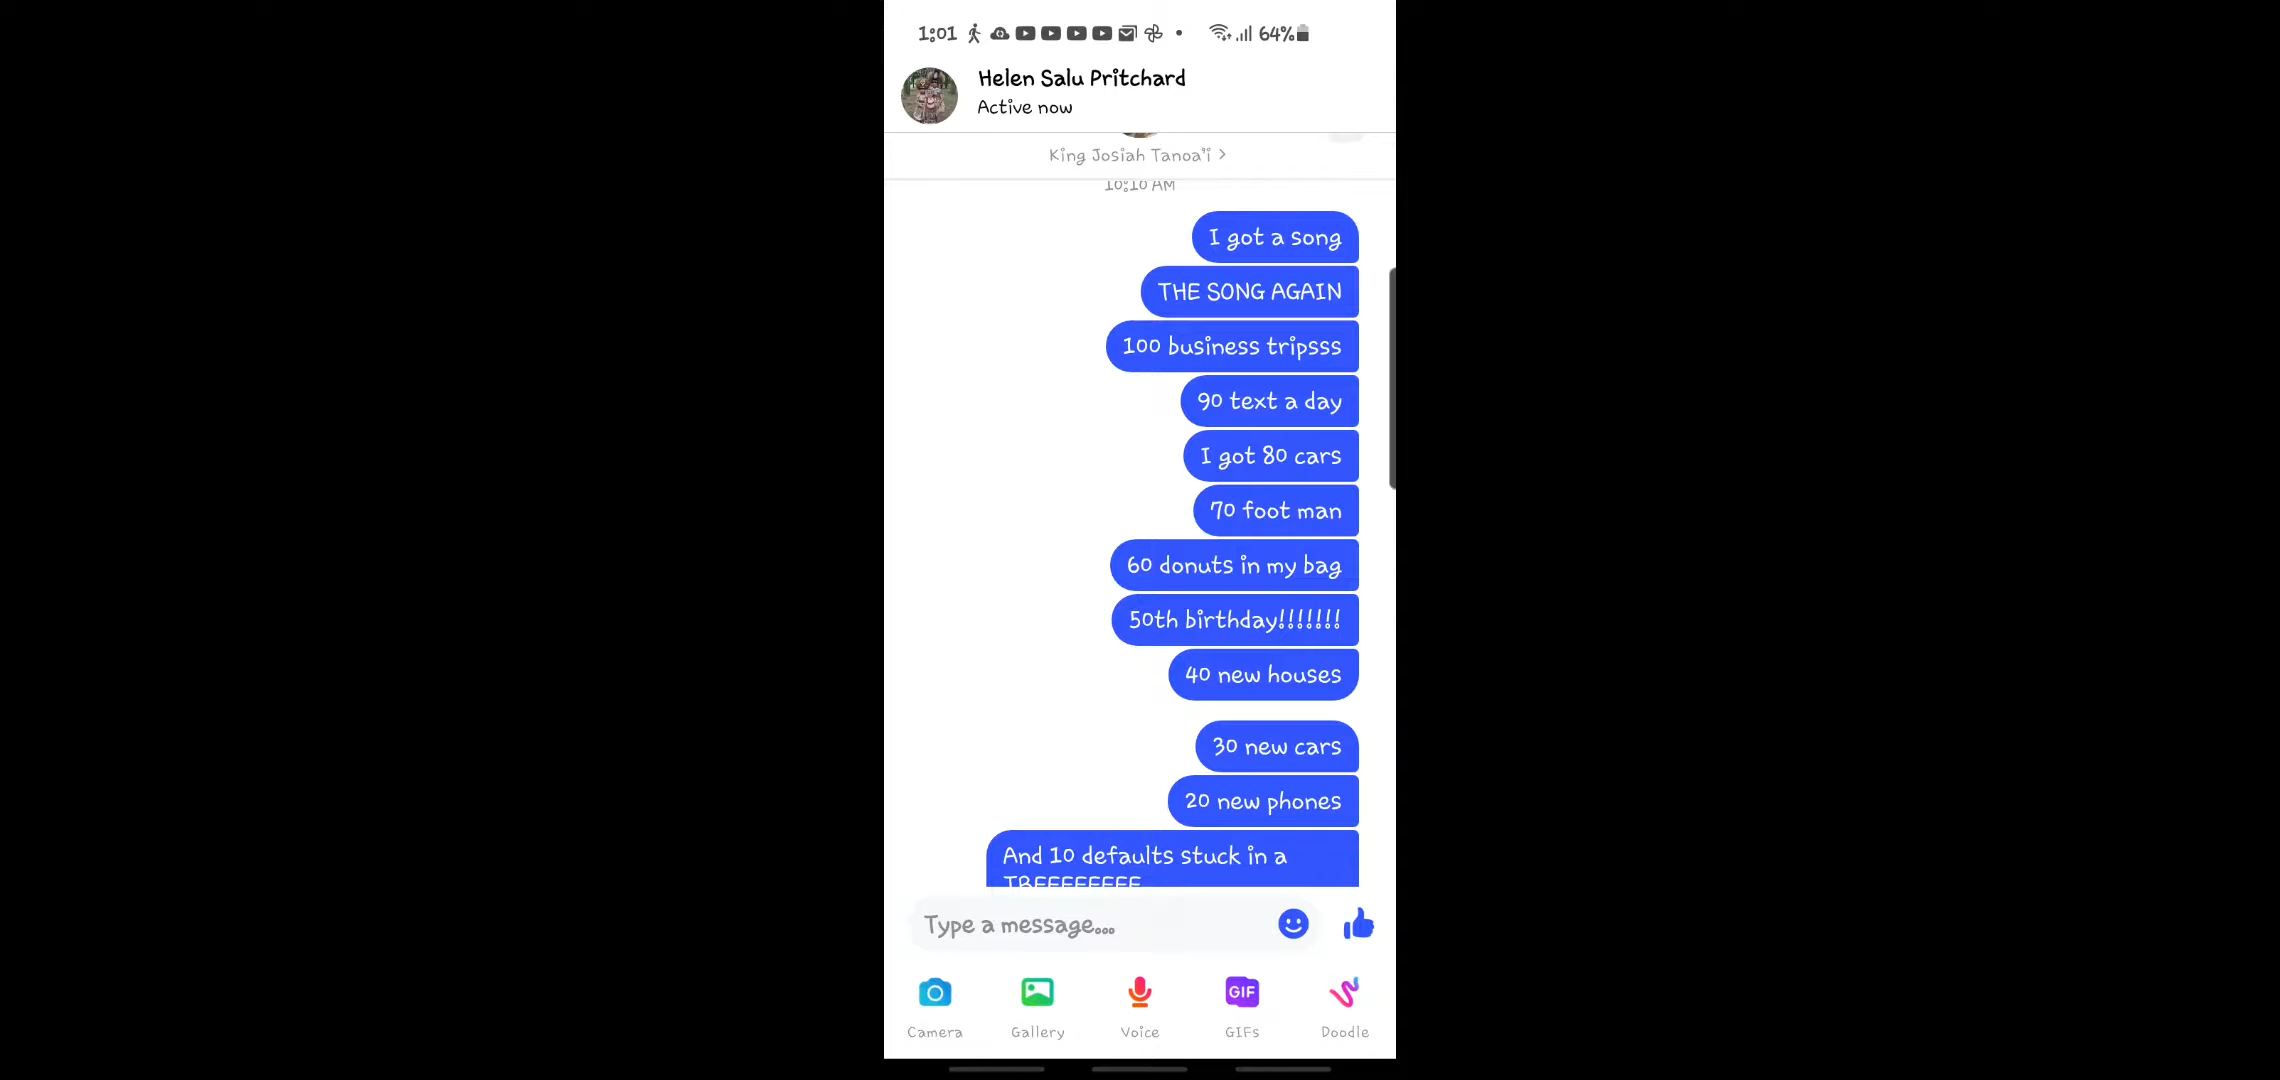 1:01 64%
Helen Salu Pritchard
Active now
King Josiah Tanoa'i >
10:10 AM
I got a song
THE SONG AGAIN
100 business tripsss
90 text a day
I got 80 cars
70 foot man
60 donuts in my bag
50th birthday!!!!!!!
40 new houses
30 new cars
20 new phones
And 10 defaults stuck in a
Type a message...
GIF
Camera Gallery Voice GIFs Doodle